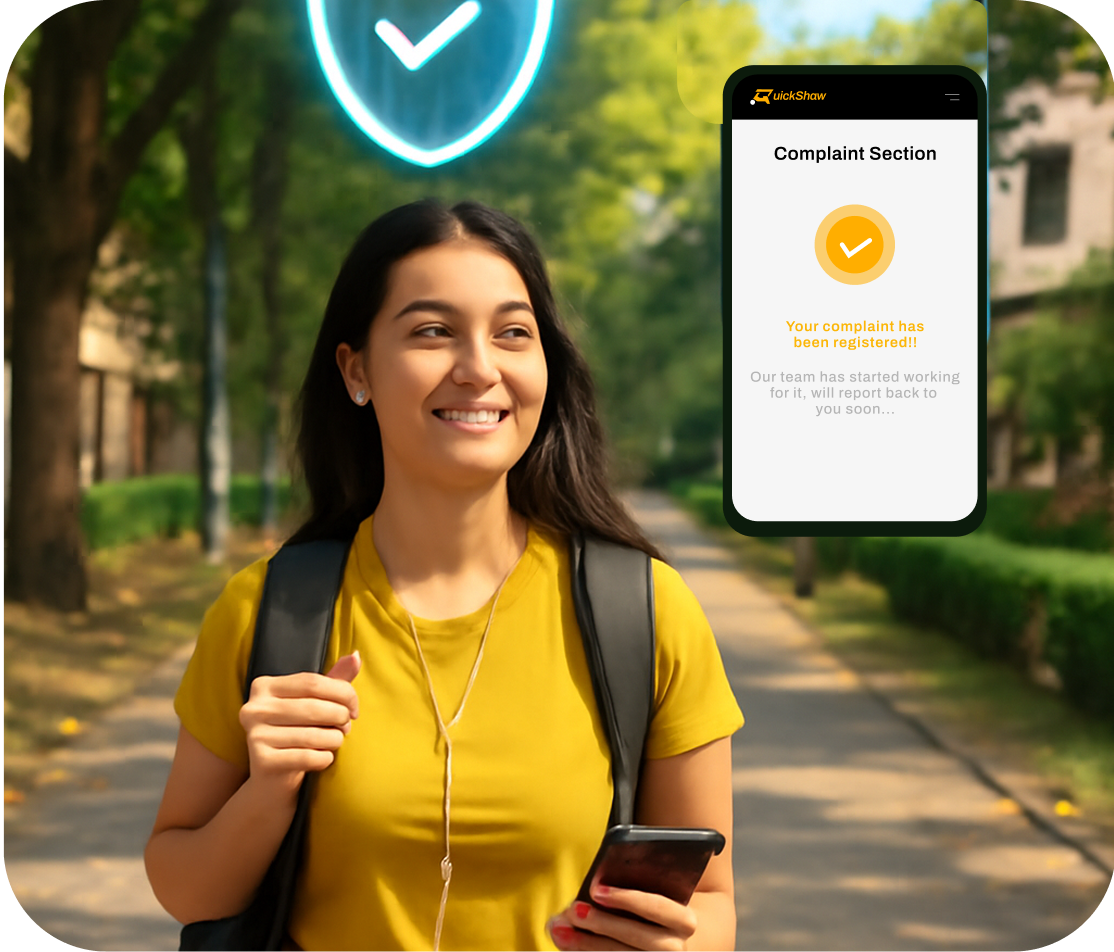 QuickShaw
Complaint Section
Your complaint has
been registered!!
Our team has started working
for it, will report back to
you soon...